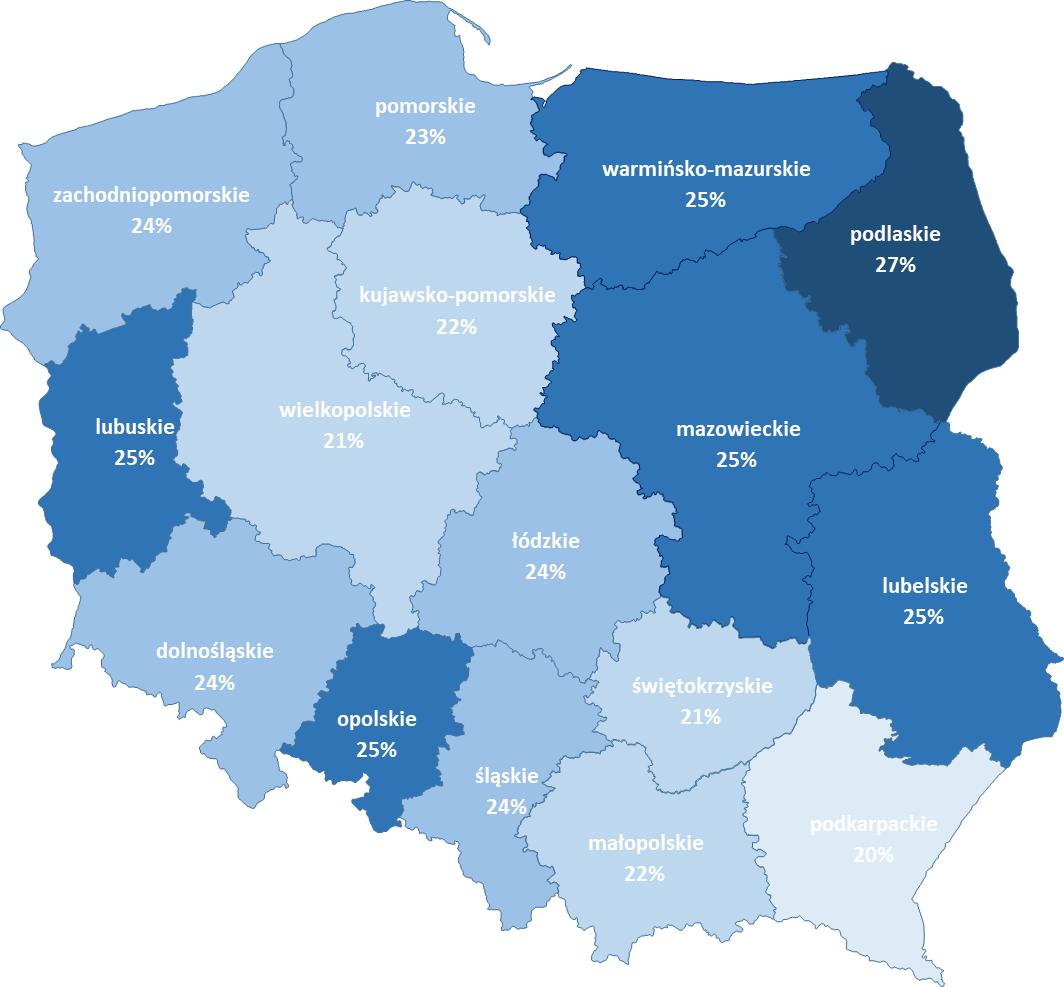 pomorskie
23%
warmińsko-mazurskie
25%
zachodniopomorskie
24%
podlaskie
27%
kujawsko-pomorskie
22%
wielkopolskie
21%
lubuskie
25%
mazowieckie
25%
łódzkie
24%
lubelskie
25%
dolnośląskie
24%
świętokrzyskie
21%
opolskie
25%
śląskie
24%
małopolskie
22%
podkarpackie
20%